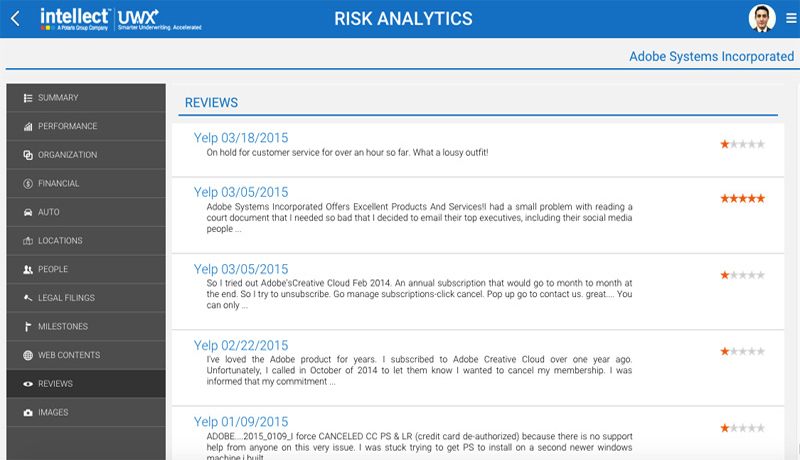 intellect UWX
A Polaris Group Company Smarter Underwriting. Accelerated
RISK ANALYTICS
Adobe Systems Incorporated
SUMMARY
PERFORMANCE
ORGANIZATION
FINANCIAL
AUTO
LOCATIONS
PEOPLE
LEGAL FILINGS
MILESTONES
WEB CONTENTS
REVIEWS
IMAGES
REVIEWS
Yelp 03/18/2015
On hold for customer service for over an hour so far. What a lousy outfit!
Yelp 03/05/2015
Adobe Systems Incorporated Offers Excellent Products And Services!I had a small problem with reading a
court document that I needed so bad that I decided to email their top executives, including their social media
people ...
Yelp 03/05/2015
So I tried out Adobe'sCreative Cloud Feb 2014. An annual subscription that would go to month to month at
the end. So I try to unsubscribe. Go manage subscriptions-click cancel. Pop up go to contact us. great.... You
can only ...
Yelp 02/22/2015
I've loved the Adobe product for years. I subscribed to Adobe Creative Cloud over one year ago.
Unfortunately, I called in October of 2014 to let them know I wanted to cancel my membership. I was
informed that my commitment ...
Yelp 01/09/2015
ADOBE....2015_0109_I force CANCELED CC PS & LR (credit card de-authorized) because there is no support
help from anyone on this very issue. I was stuck trying to get PS to install on a second newer windows
machine i built